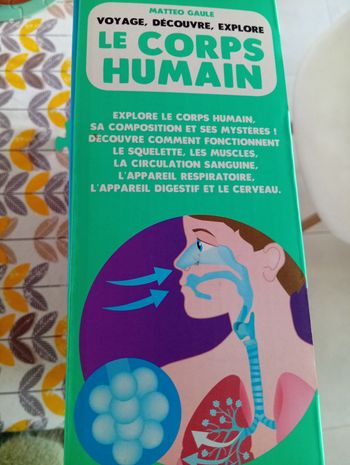 MATTEO GAULE
VOYAGE, DÉCOUVRE, EXPLORE
LE CORPS
HUMAIN
EXPLORE LE CORPS HUMAIN,
SA COMPOSITION ET SES MYSTÈRES !
DÉCOUVRE COMMENT FONCTIONNENT
LE SQUELETTE, LES MUSCLES,
LA CIRCULATION SANGUINE,
L'APPAREIL RESPIRATOIRE,
L'APPAREIL DIGESTIF ET LE CERVEAU.